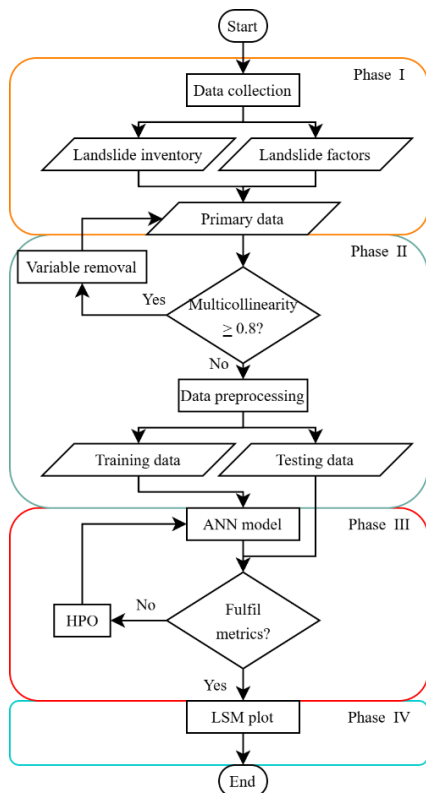 Start
Phase I
Data collection
Landslide inventory
Landslide factors
Primary data
Phase II
Variable removal
Yes
Multicollinearity
≥ 0.8?
No
Data preprocessing
Training data
Testing data
ANN model
Phase III
HPO
No
Fulfil
metrics?
Yes
LSM plot
Phase IV
End